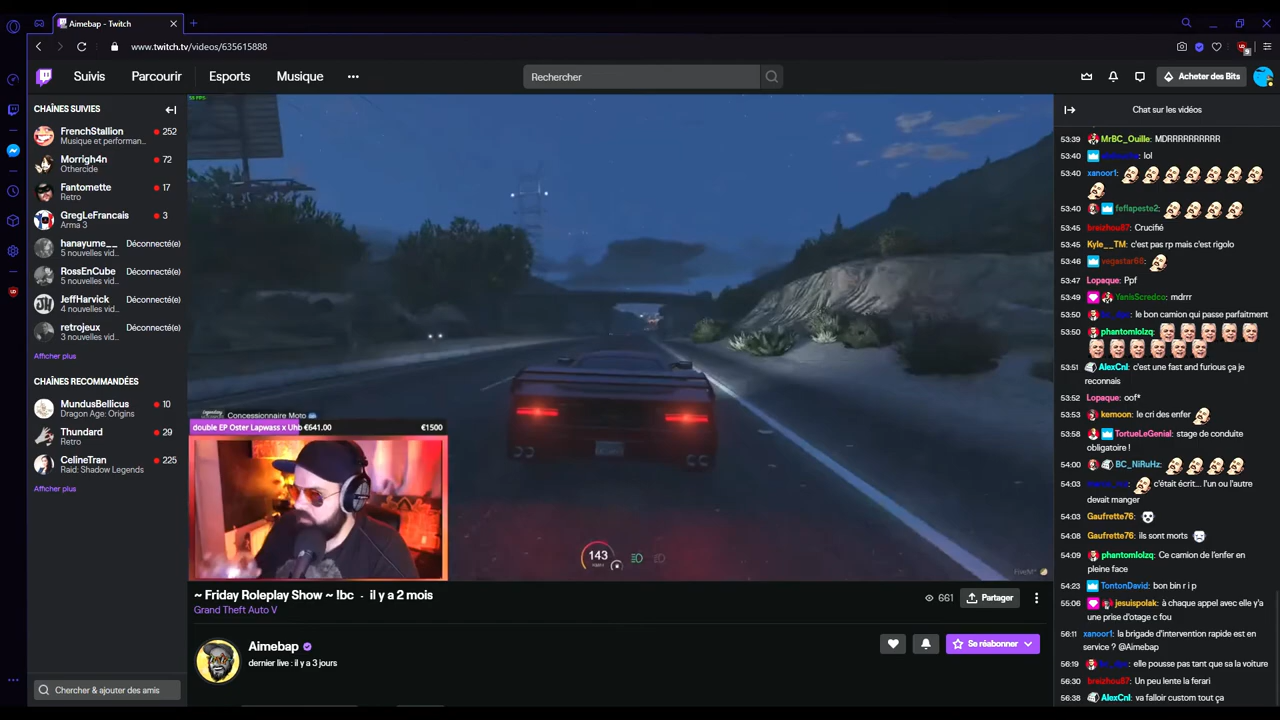 Aimebap - Twitch
www.twitch.tv/videos/635615888
Suivis
Parcourir
Esports
Musique
Rechercher
Acheter des Bits
CHAÎNES SUIVIES
FrenchStallion
252
Musique et performan...
Morrigh4n
72
Othercide
Fantomette
17
Retro
GregLeFrancais
3
Arma 3
hanayume__
Déconnecté(e)
5 nouvelles vid...
RossEnCube
Déconnecté(e)
5 nouvelles vid...
JeffHarvick
Déconnecté(e)
4 nouvelles vid...
retrojeux
Déconnecté(e)
3 nouvelles vid...
Afficher plus
CHAÎNES RECOMMANDÉES
MundusBellicus
10
Dragon Age: Origins
Thundard
29
Retro
CelineTran
225
Raid: Shadow Legends
Afficher plus
Chercher & ajouter des amis
59 FPS
Concessionnaire Moto
double EP Oster Lapwass x Uho €641.00
€1500
143
~ Friday Roleplay Show ~ !bc - il y a 2 mois
Grand Theft Auto V
661
Partager
Aimebap
dernier live : il y a 3 jours
Se réabonner
Chat sur les vidéos
53:39 MrBC_Ouille: MDRRRRRRRRRR
53:40 : lol
53:40 xanoor1:
53:40 feflapeste2:
53:45 breizhou87: Crucifié
53:45 Kyle__TM: c'est pas rp mais c'est rigolo
53:46 vegastar68:
53:47 Lopaque: Ppf
53:49 YanisScredco: mdrrr
53:50 : le bon camion qui passe parfaitment
53:50 phantomlolzq:
53:51 AlexCnl: c'est une fast and furious ça je
reconnais
53:52 Lopaque: oof*
53:53 kemoon: le cri des enfer
53:58 TortueLeGenial: stage de conduite
obligatoire !
54:00 BC_NiRuHz:
54:03 : c'était écrit... l'un ou l'autre
devait manger
54:03 Gaufrette76:
54:08 Gaufrette76: ils sont morts
54:09 phantomlolzq: Ce camion de l'enfer en
pleine face
54:23 TontonDavid: bon bin r i p
55:06 jesuispolak: à chaque appel avec elle y'a
une prise d'otage c fou
56:11 xanoor1: la brigade d'intervention rapide est en
service ? @Aimebap
56:19 : elle pousse pas tant que sa la voiture
56:30 breizhou87: Un peu lente la ferari
56:38 AlexCnl: va falloir custom tout ça